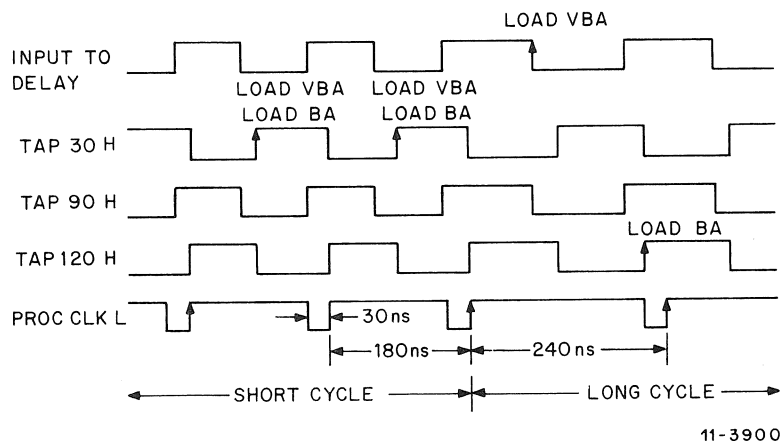 LOAD VBA
INPUT TO
DELAY
LOAD VBA LOAD VBA
LOAD BA LOAD BA
TAP 30 H
TAP 90 H
LOAD BA
TAP 120 H
PROC CLK L
30ns
180ns 240ns
SHORT CYCLE LONG CYCLE
11-3900